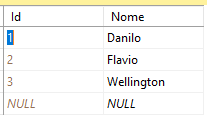 Id Nome
1 Danilo
2 Flavio
3 Wellington
NULL NULL